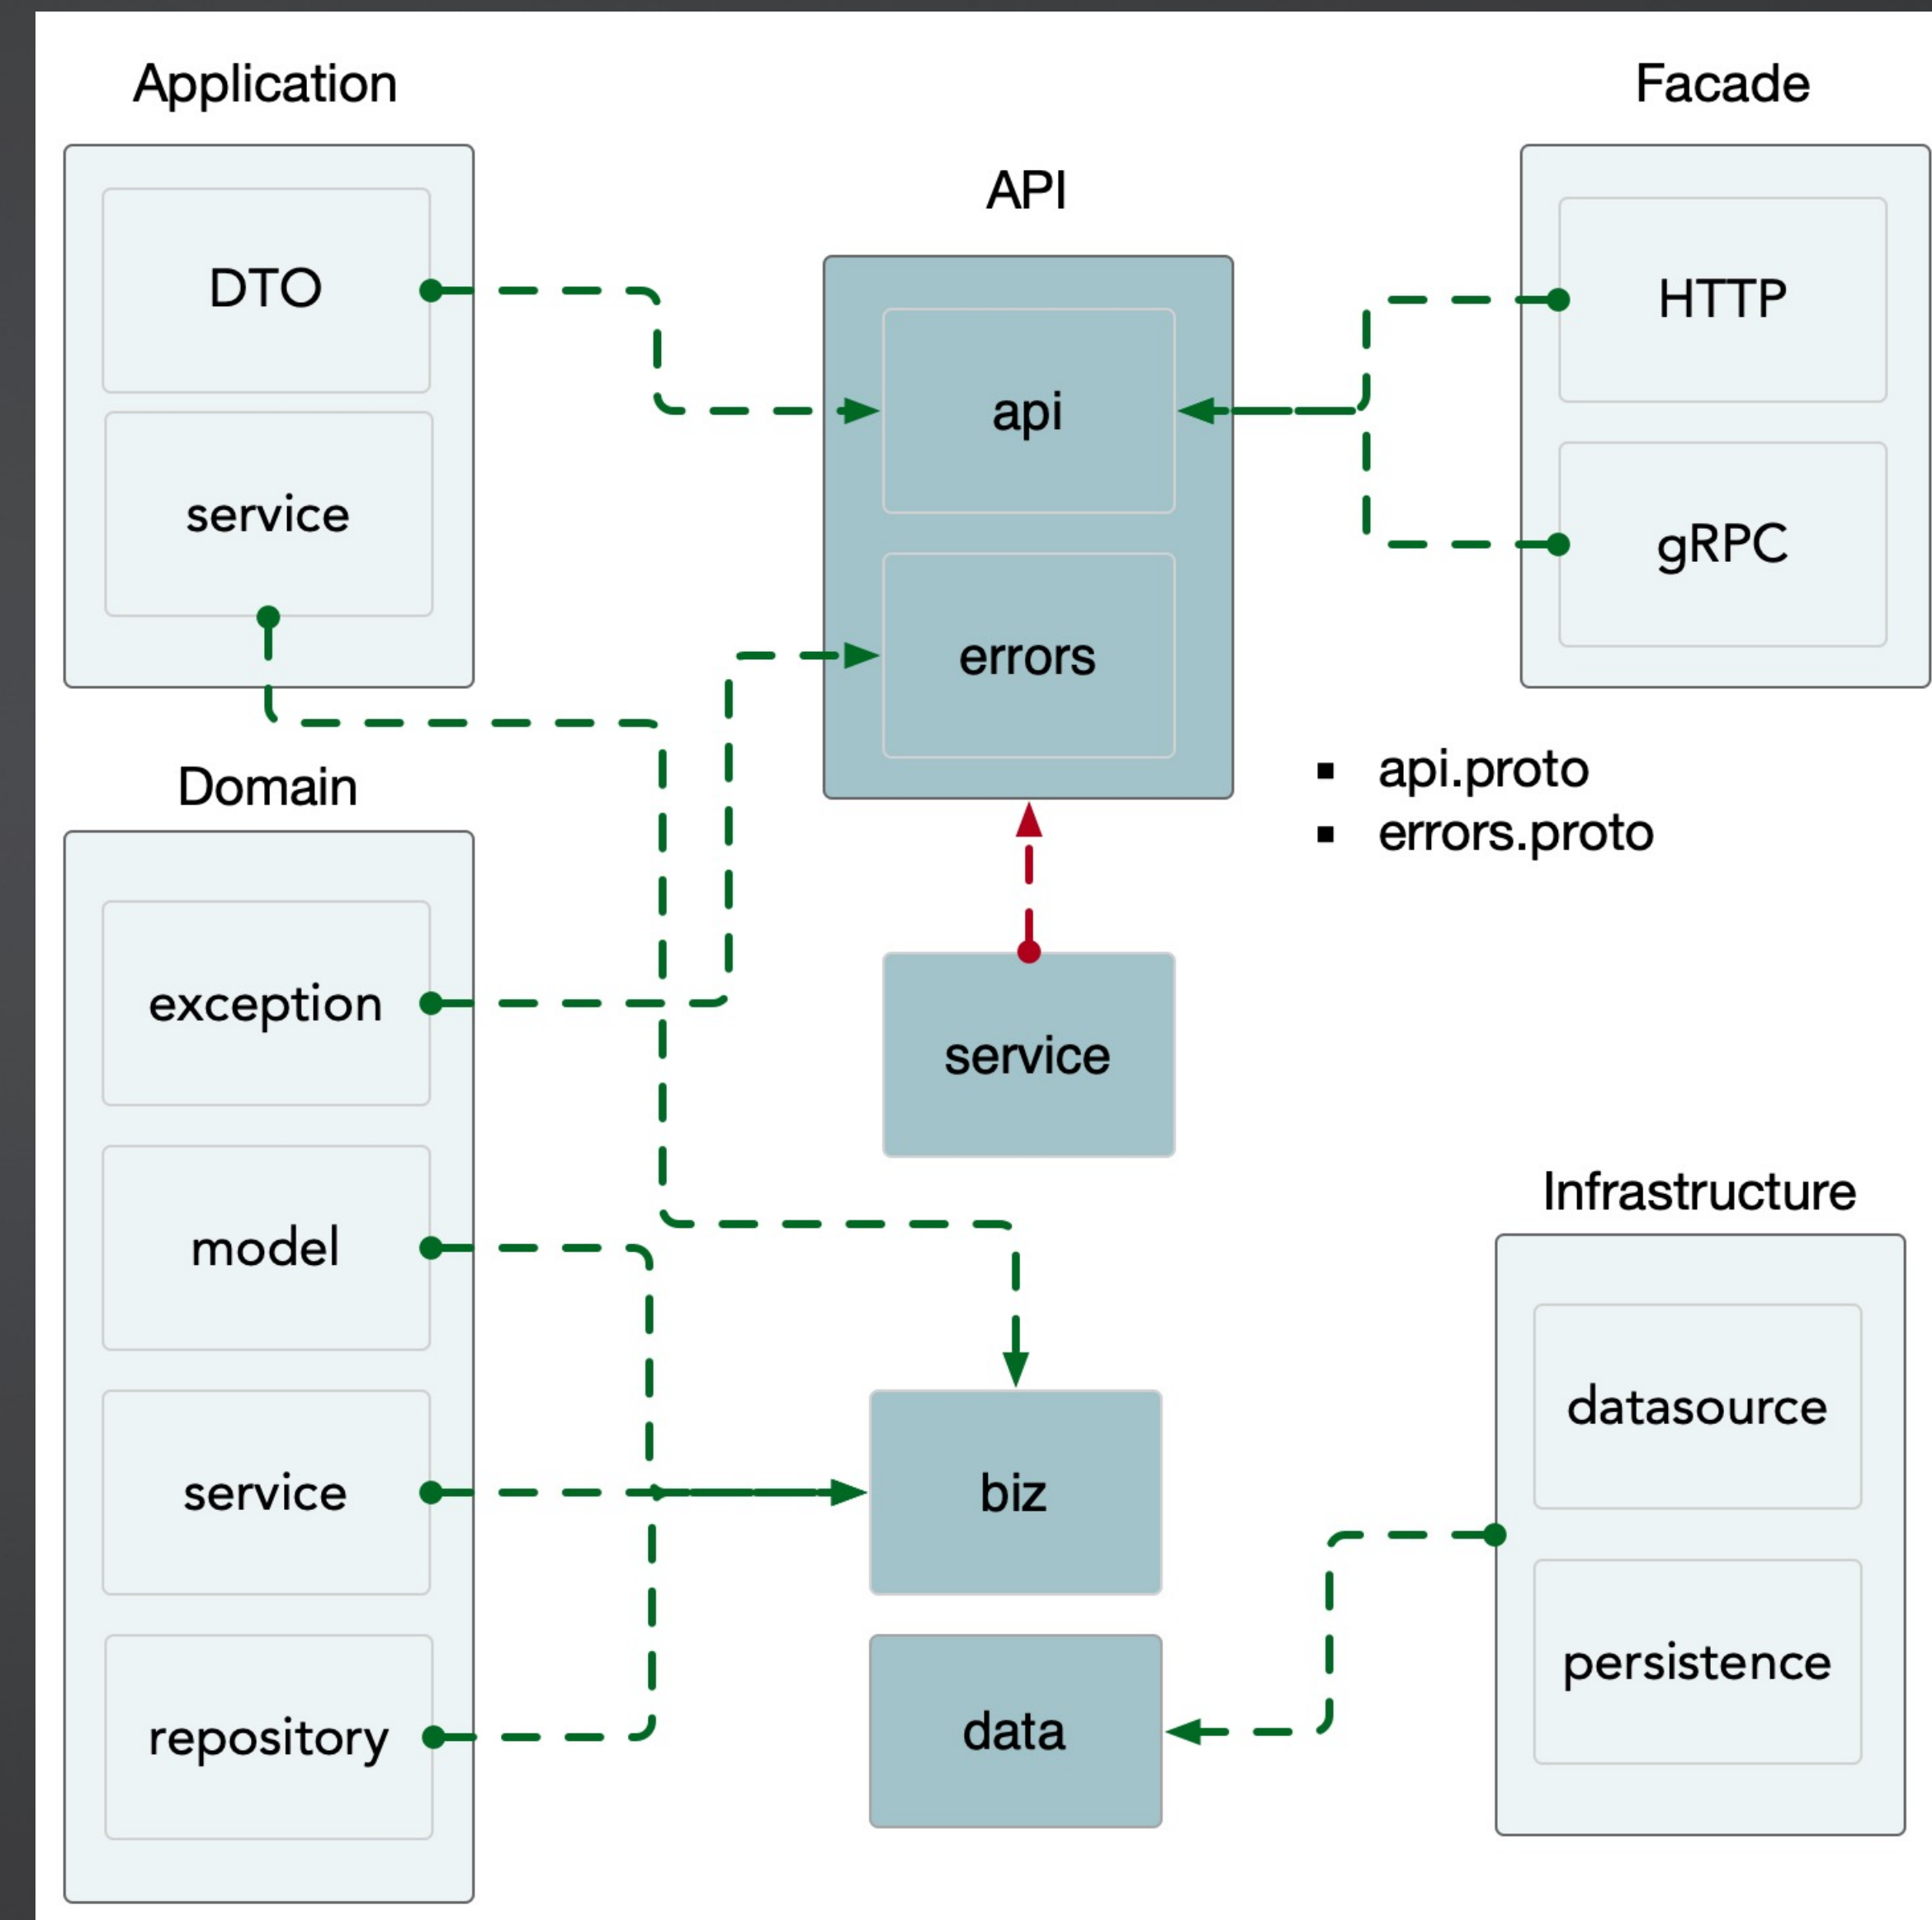 Application
DTO
service
Domain
exception
model
service
repository
API
api
errors
service
biz
data
Facade
HTTP
gRPC
▪ api.proto
▪ errors.proto
Infrastructure
datasource
persistence